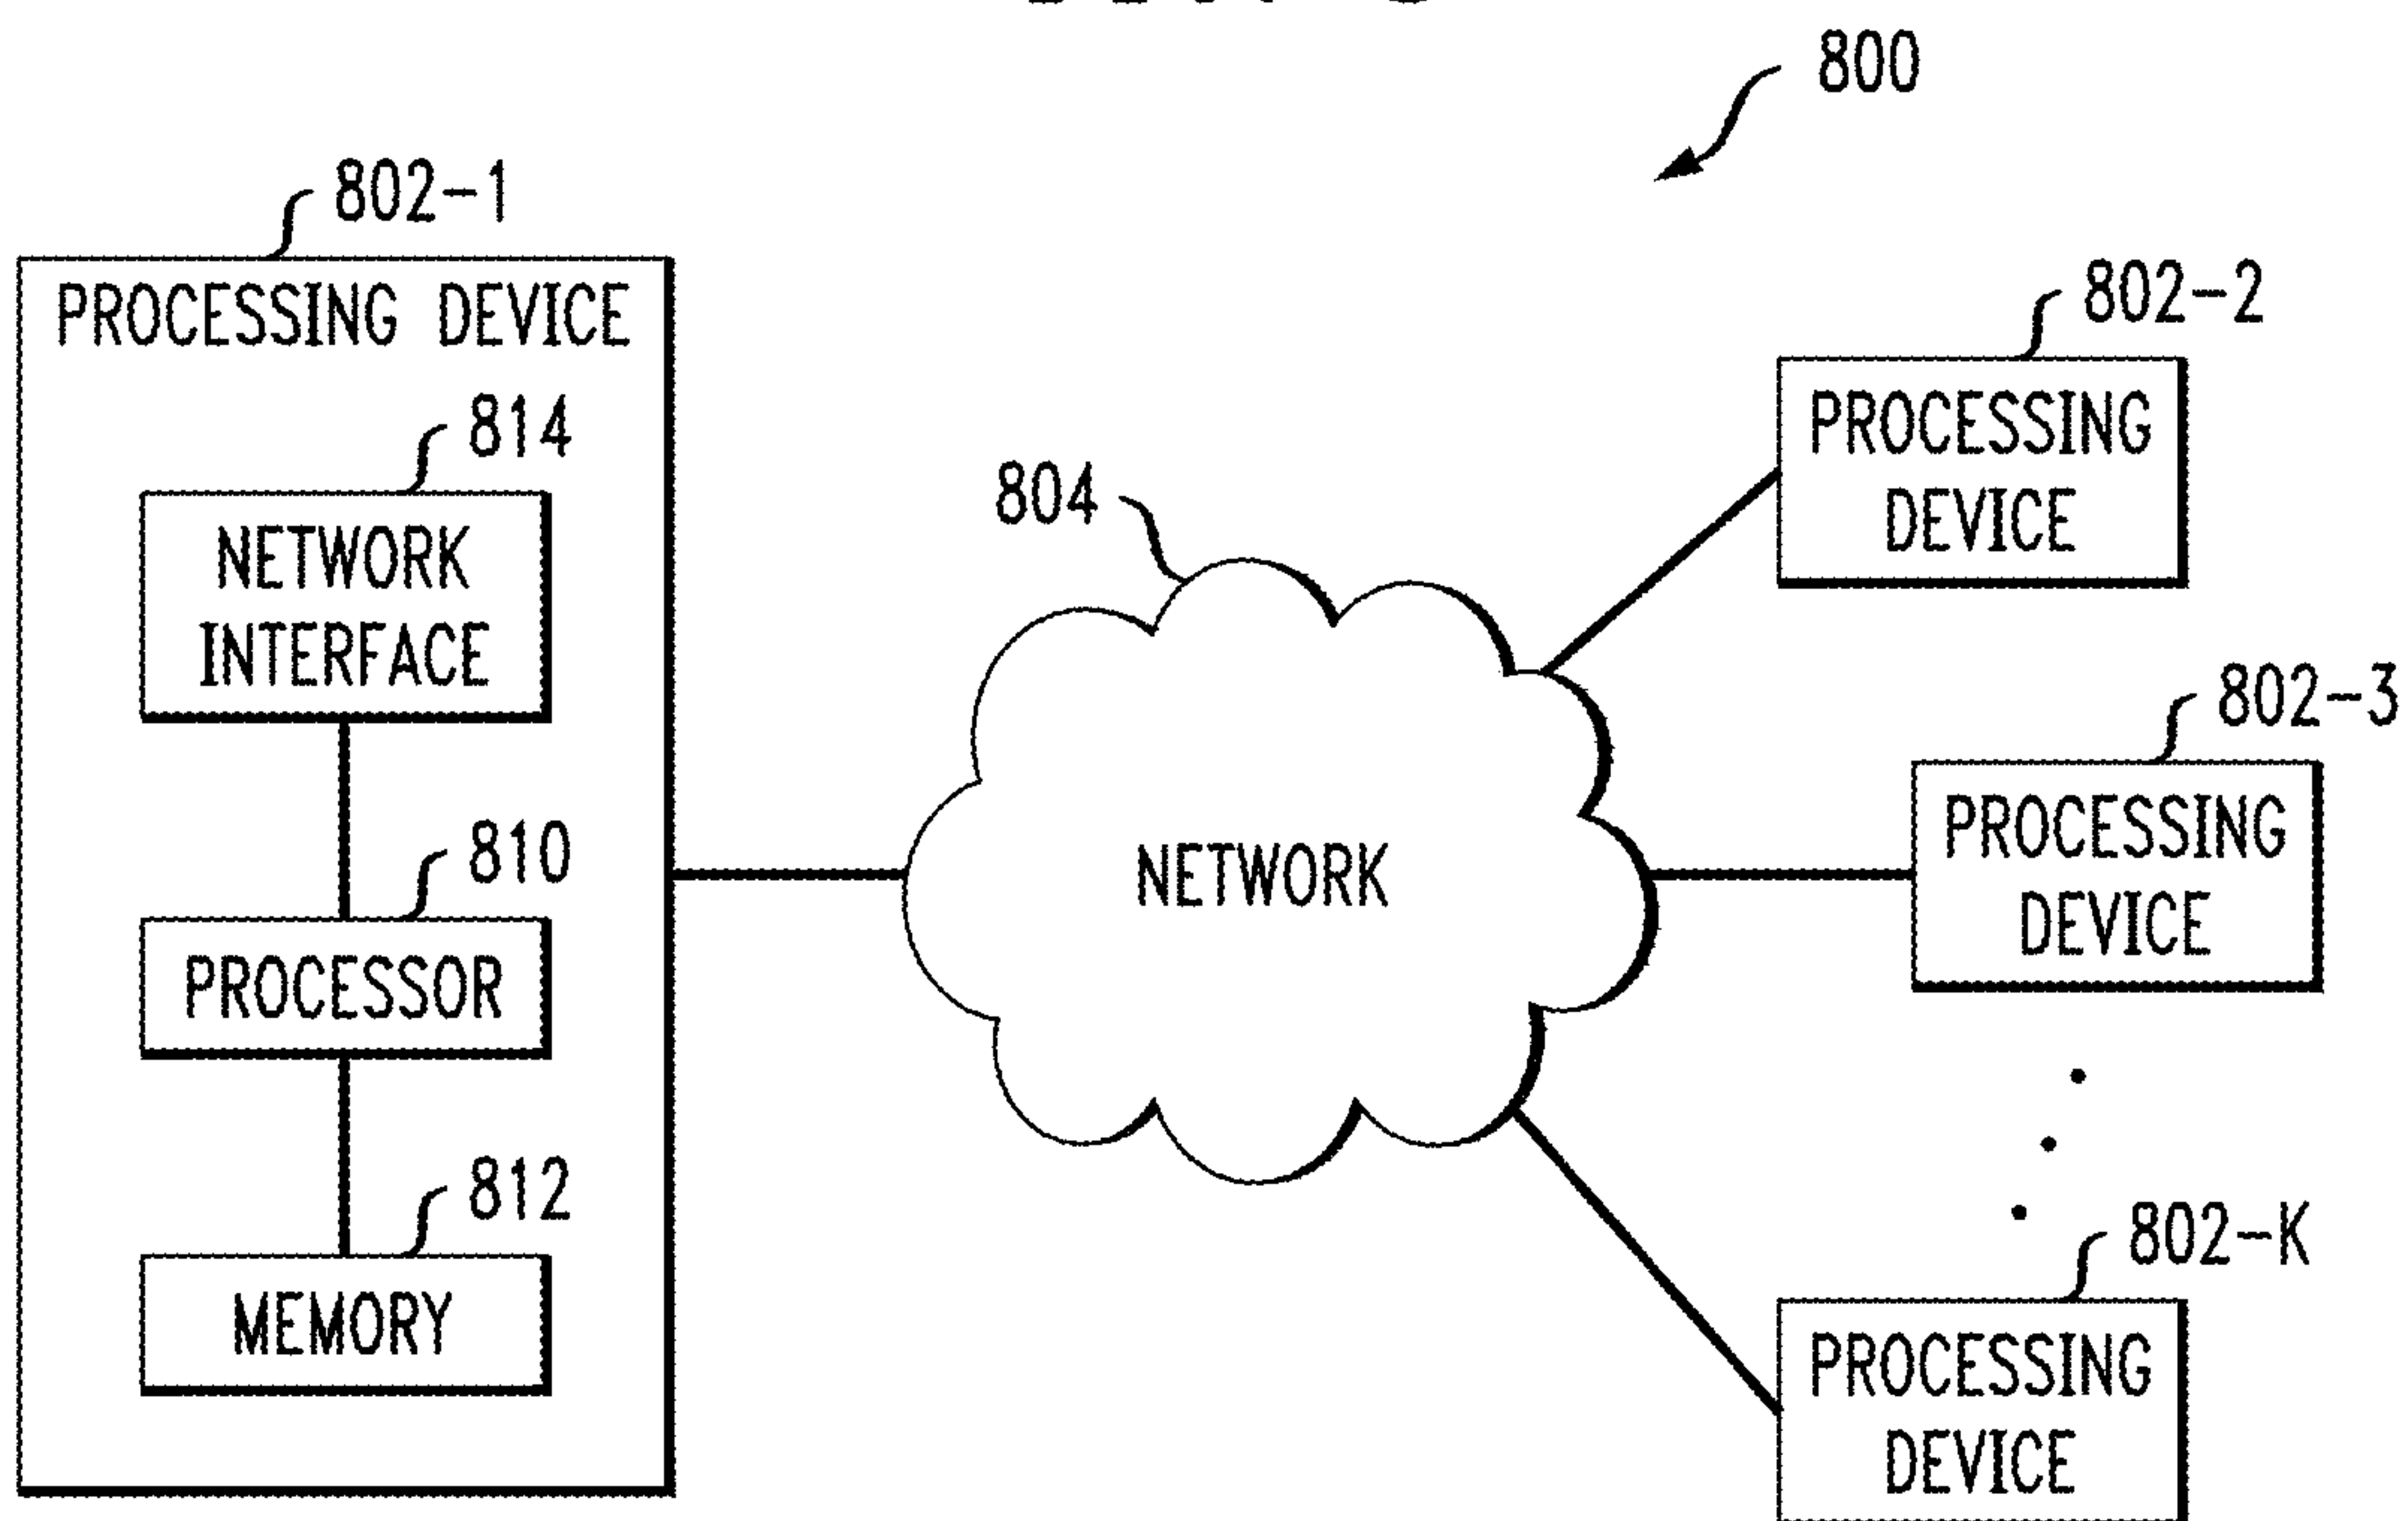 800
802-1
PROCESSING DEVICE
814
NETWORK
INTERFACE
810
PROCESSOR
812
MEMORY
804
NETWORK
802-2
PROCESSING
DEVICE
802-3
PROCESSING
DEVICE
802-K
PROCESSING
DEVICE